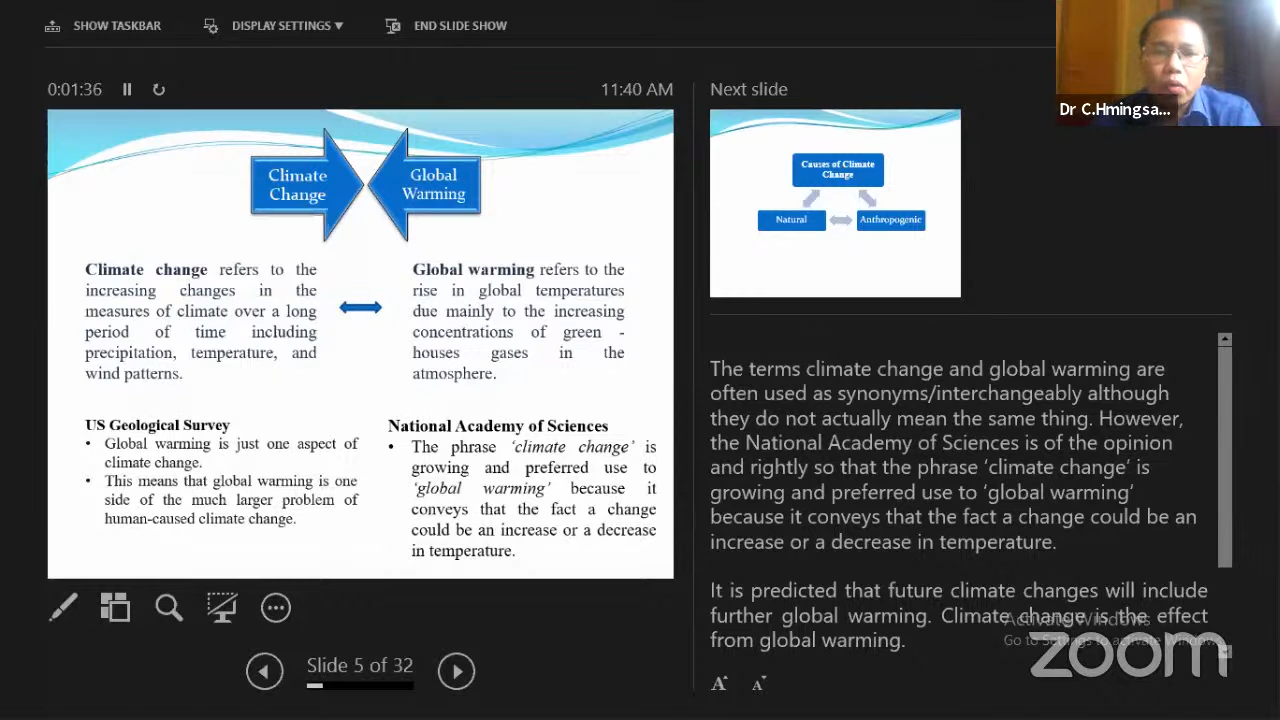 SHOW TASKBAR
DISPLAY SETTINGS ▼
END SLIDE SHOW
Dr C.Hmingsa...
0:01:36
11:40 AM
Climate
Change
Global
Warming
Climate change refers to the
increasing changes in the
measures of climate over a long
period of time including
precipitation, temperature, and
wind patterns.
Global warming refers to the
rise in global temperatures
due mainly to the increasing
concentrations of green -
houses gases in the
atmosphere.
US Geological Survey
• Global warming is just one aspect of
climate change.
• This means that global warming is one
side of the much larger problem of
human-caused climate change.
National Academy of Sciences
• The phrase ‘climate change’ is
growing and preferred use to
‘global warming’ because it
conveys that the fact a change
could be an increase or a decrease
in temperature.
Slide 5 of 32
Next slide
Causes of Climate
Change
Natural
Anthropogenic
The terms climate change and global warming are
often used as synonyms/interchangeably although
they do not actually mean the same thing. However,
the National Academy of Sciences is of the opinion
and rightly so that the phrase ‘climate change’ is
growing and preferred use to ‘global warming’
because it conveys that the fact a change could be an
increase or a decrease in temperature.
It is predicted that future climate changes will include
further global warming. Climate change is the effect
from global warming.
Activate Windows
Go to Settings to activate Windows.
zoom
A A